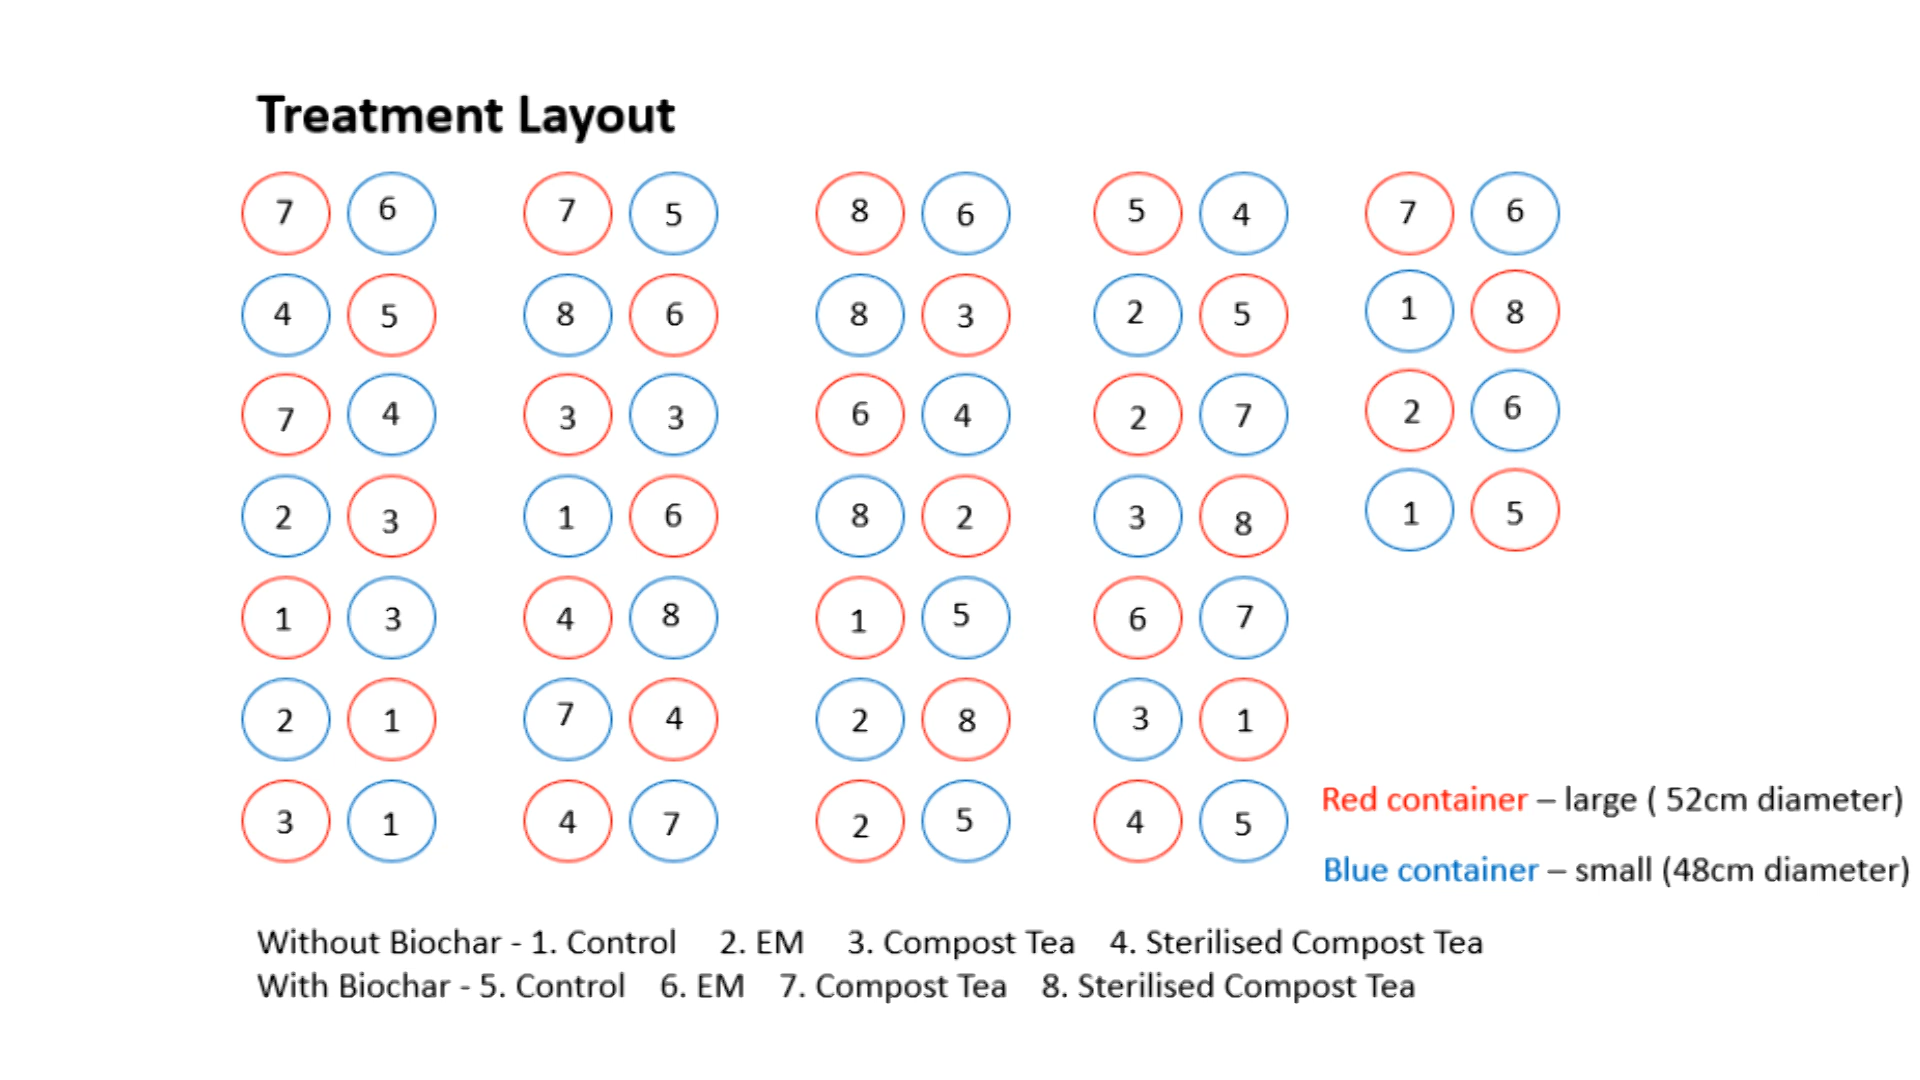 Treatment Layout
7 6 7 5 8 6 5 4 7 6
4 5 8 6 8 3 2 5 1 8
7 4 3 3 6 4 2 7 2 6
2 3 1 6 8 2 3 8 1 5
1 3 4 8 1 5 6 7
2 1 7 4 2 8 3 1
3 1 4 7 2 5 4 5
Red container – large ( 52cm diameter)
Blue container – small (48cm diameter)
Without Biochar - 1. Control 2. EM 3. Compost Tea 4. Sterilised Compost Tea
With Biochar - 5. Control 6. EM 7. Compost Tea 8. Sterilised Compost Tea